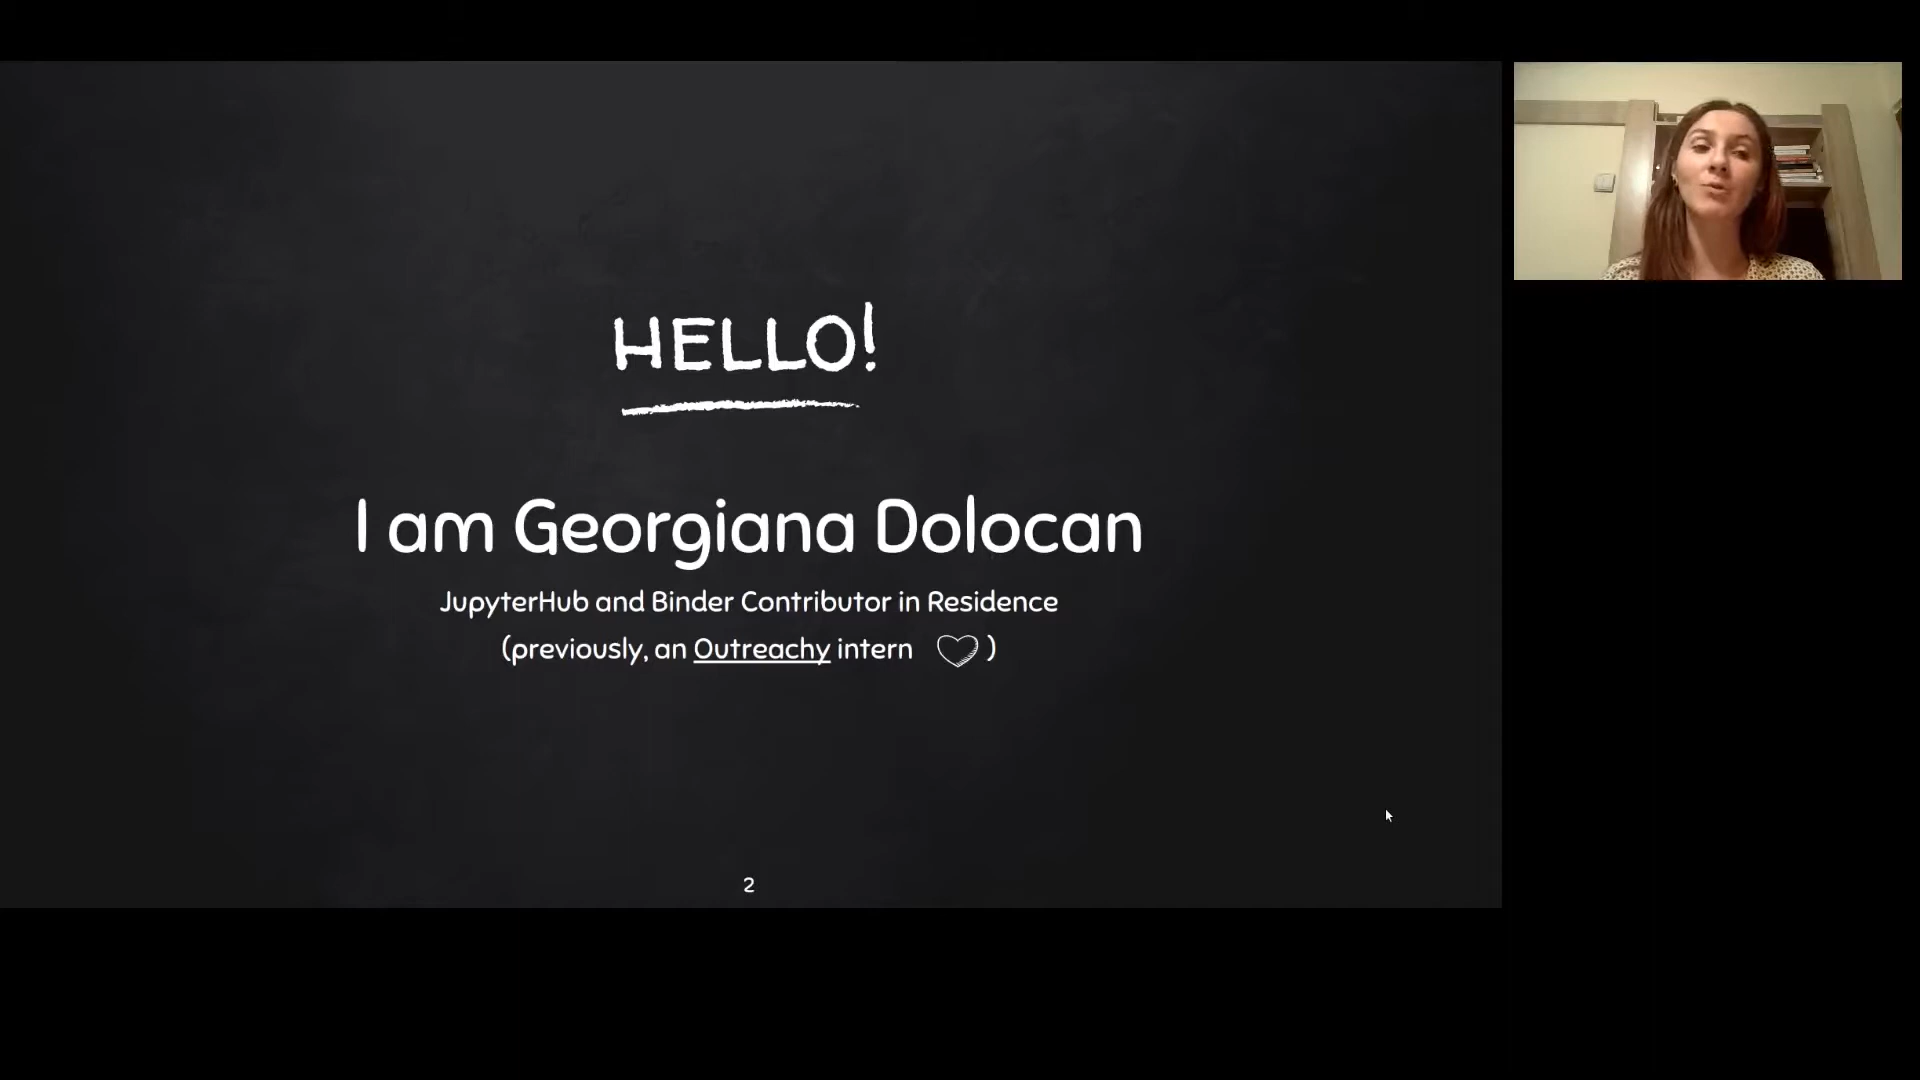 HELLO!
I am Georgiana Dolocan
JupyterHub and Binder Contributor in Residence
(previously, an Outreachy intern )
2